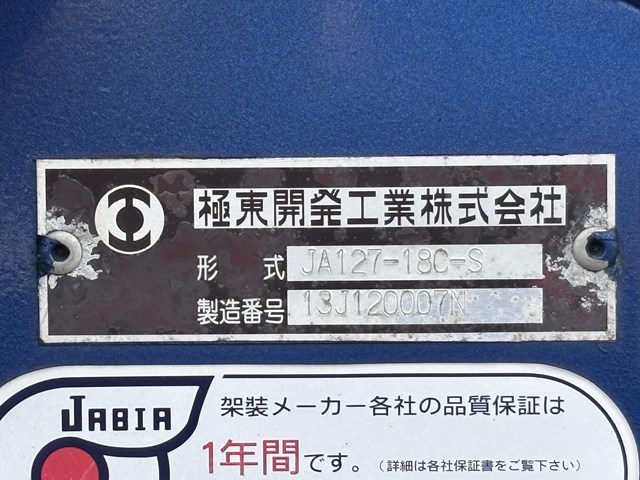 極東開発工業株式会社
形式 JA127-18C-S
製造番号 13J120007N
JABIA
架装メーカー各社の品質保証は
1年間です。（詳細は各社保証書をご覧下さい）